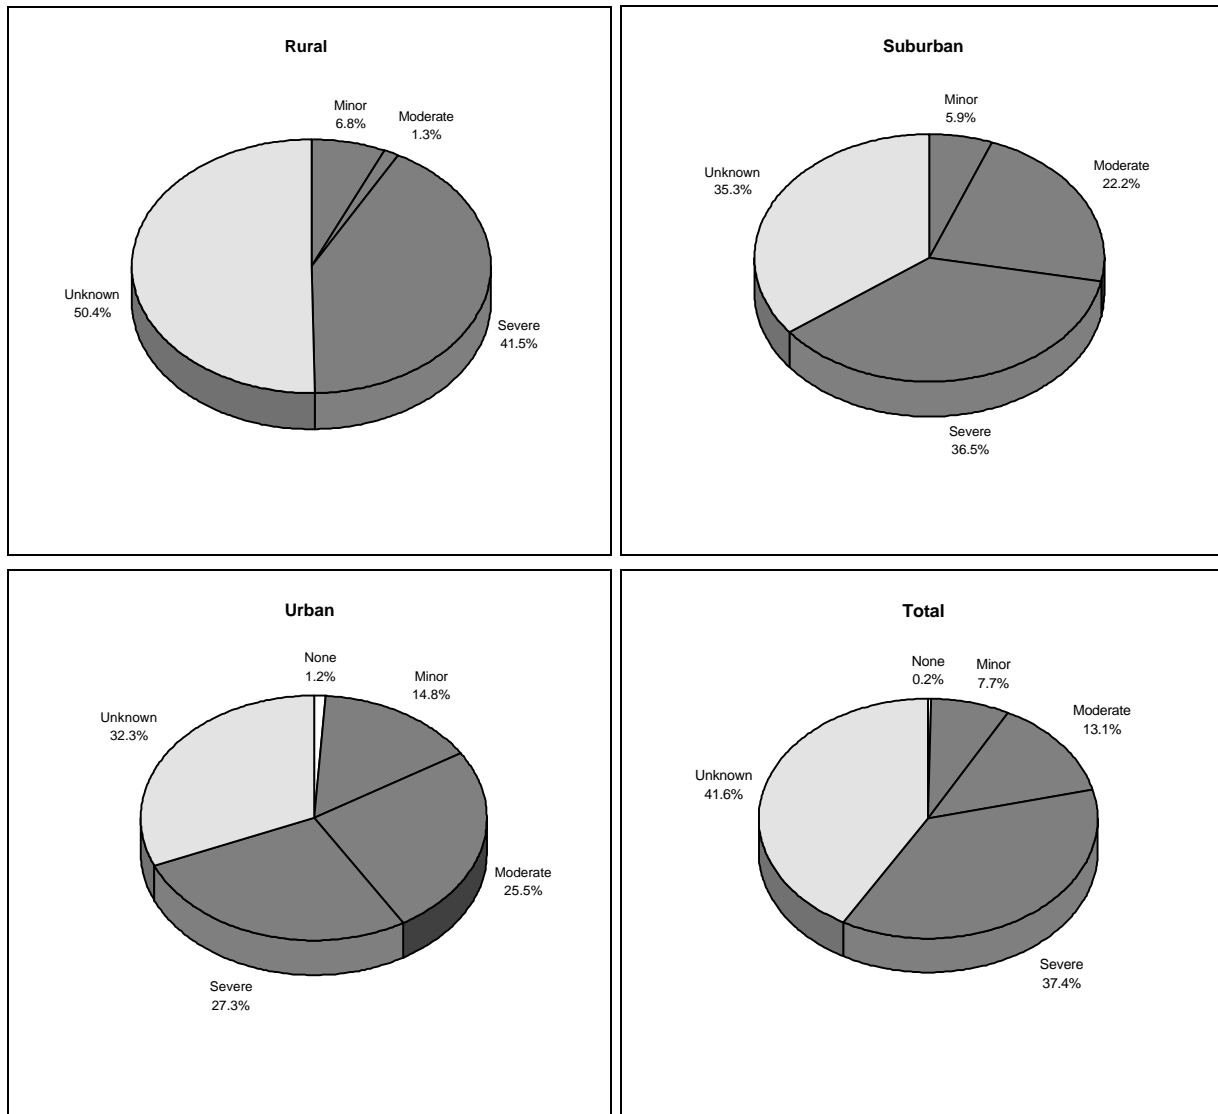 Rural
Minor
6.8%
Moderate
1.3%
Unknown
50.4%
Severe
41.5%
Suburban
Minor
5.9%
Moderate
22.2%
Unknown
35.3%
Severe
36.5%
Urban
None
1.2%
Minor
14.8%
Unknown
32.3%
Moderate
25.5%
Severe
27.3%
Total
None
0.2%
Minor
7.7%
Moderate
13.1%
Unknown
41.6%
Severe
37.4%